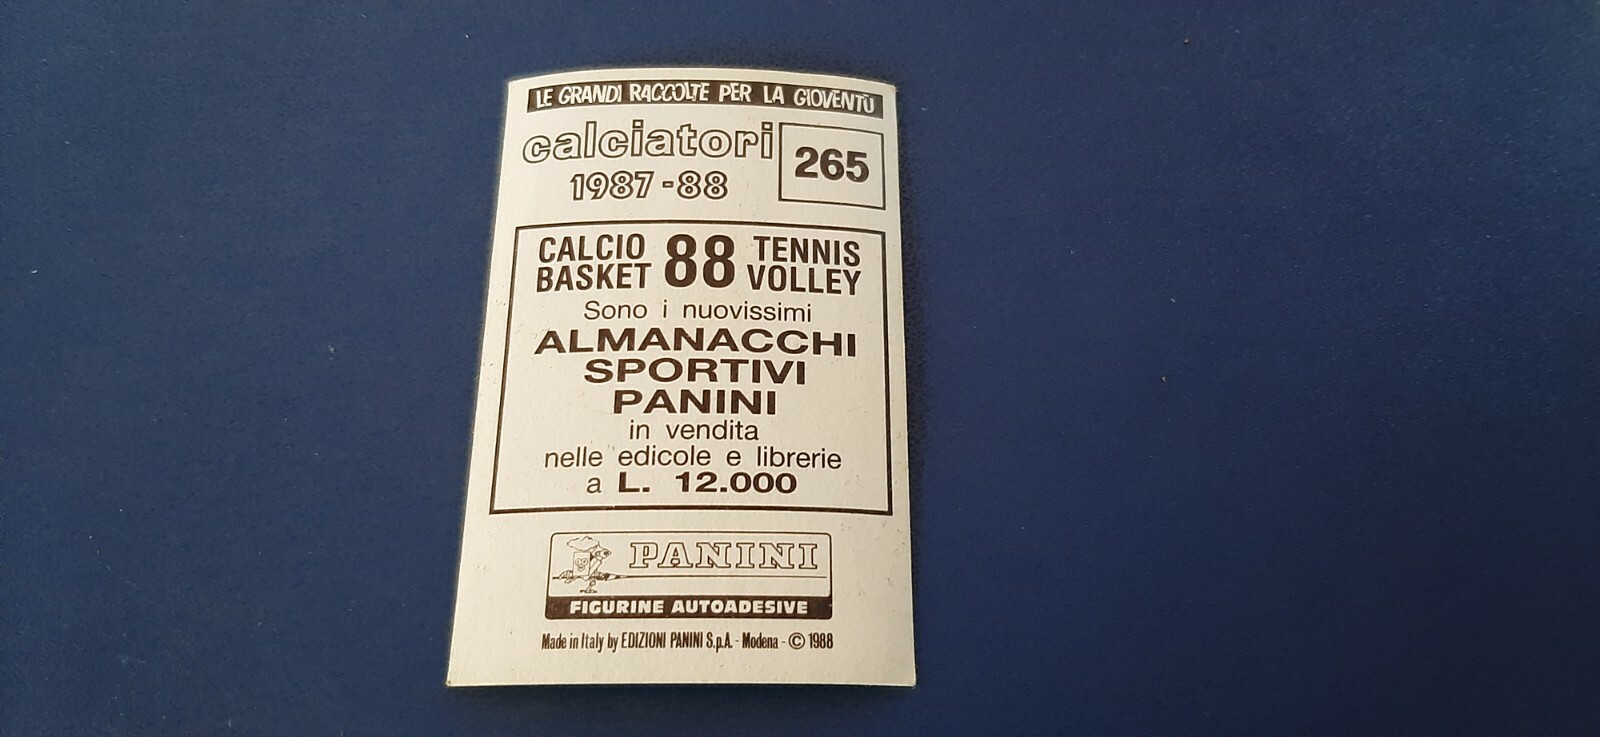 LE GRANDI RACCOLTE PER LA GIOVENTÙ
calciatori
1987-88
265
CALCIO 88 TENNIS
BASKET VOLLEY
Sono i nuovissimi
ALMANACCHI
SPORTIVI
PANINI
in vendita
nelle edicole e librerie
a L. 12.000
PANINI
FIGURINE AUTOADESIVE
Made in Italy by EDIZIONI PANINI S.p.A. - Modena - © 1988